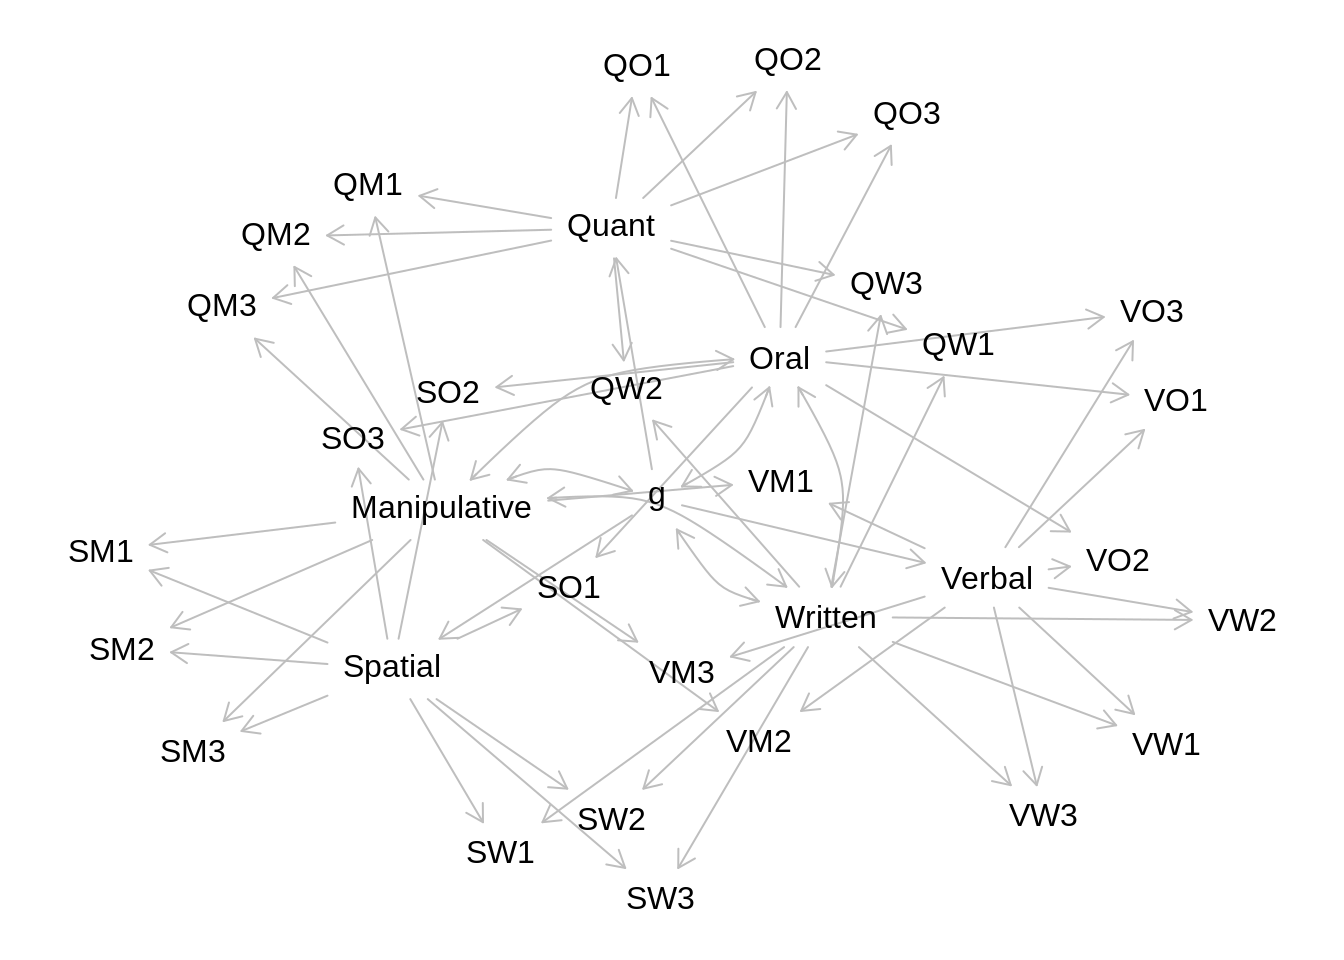 QO1
QO2
QO3
QM1
Quant
QM2
QW3
QM3
VO3
QW1
Oral
SO2
QW2
VO1
SO3
VM1
g
Manipulative
SM1
VO2
Verbal
SO1
Written
VW2
SM2
Spatial
VM3
VM2
VW1
SM3
VW3
SW2
SW1
SW3